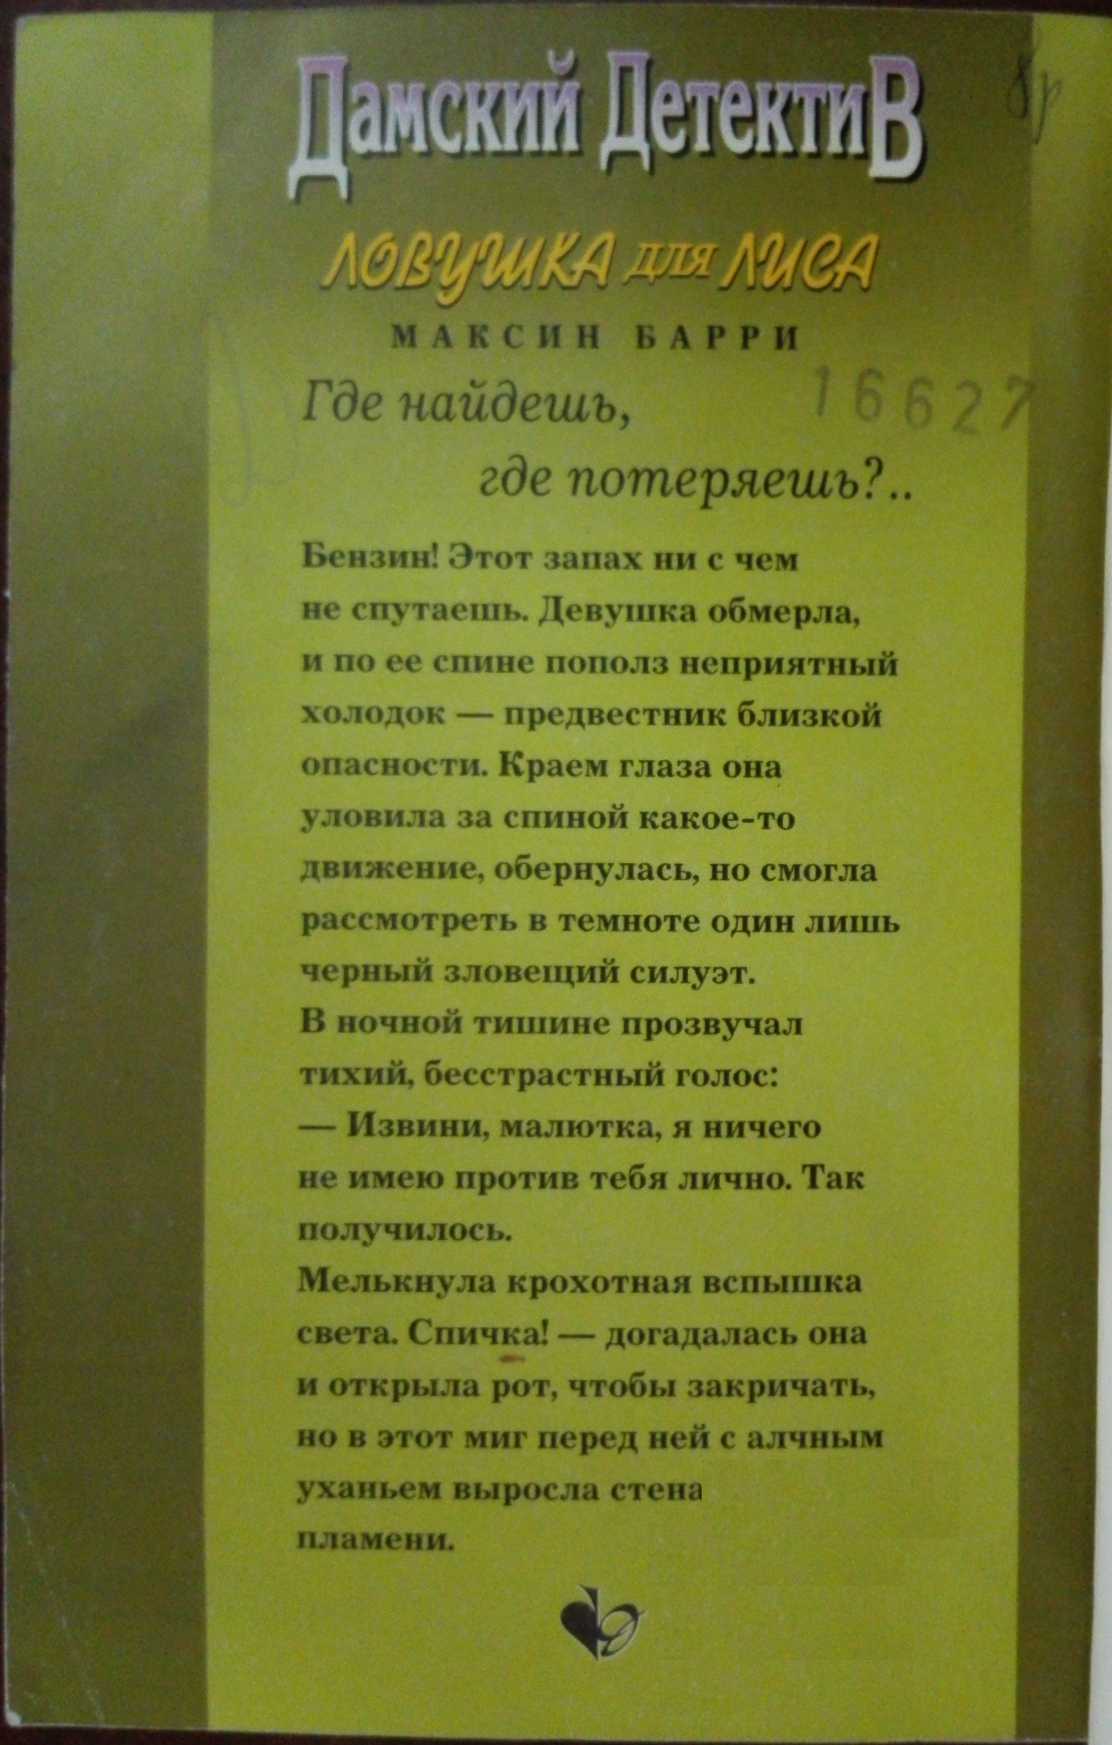 Дамский Детектив
ЛОВУШКА для ЛИСА
МАКСИН БАРРИ
Где найдешь,
16627
где потеряешь?..
Бензин! Этот запах ни с чем
не спутаешь. Девушка обмерла,
и по ее спине пополз неприятный
холодок — предвестник близкой
опасности. Краем глаза она
уловила за спиной какое-то
движение, обернулась, но смогла
рассмотреть в темноте один лишь
черный зловещий силуэт.
В ночной тишине прозвучал
тихий, бесстрастный голос:
— Извини, малютка, я ничего
не имею против тебя лично. Так
получилось.
Мелькнула крохотная вспышка
света. Спичка! — догадалась она
и открыла рот, чтобы закричать,
но в этот миг перед ней с алчным
уханьем выросла стена
пламени.